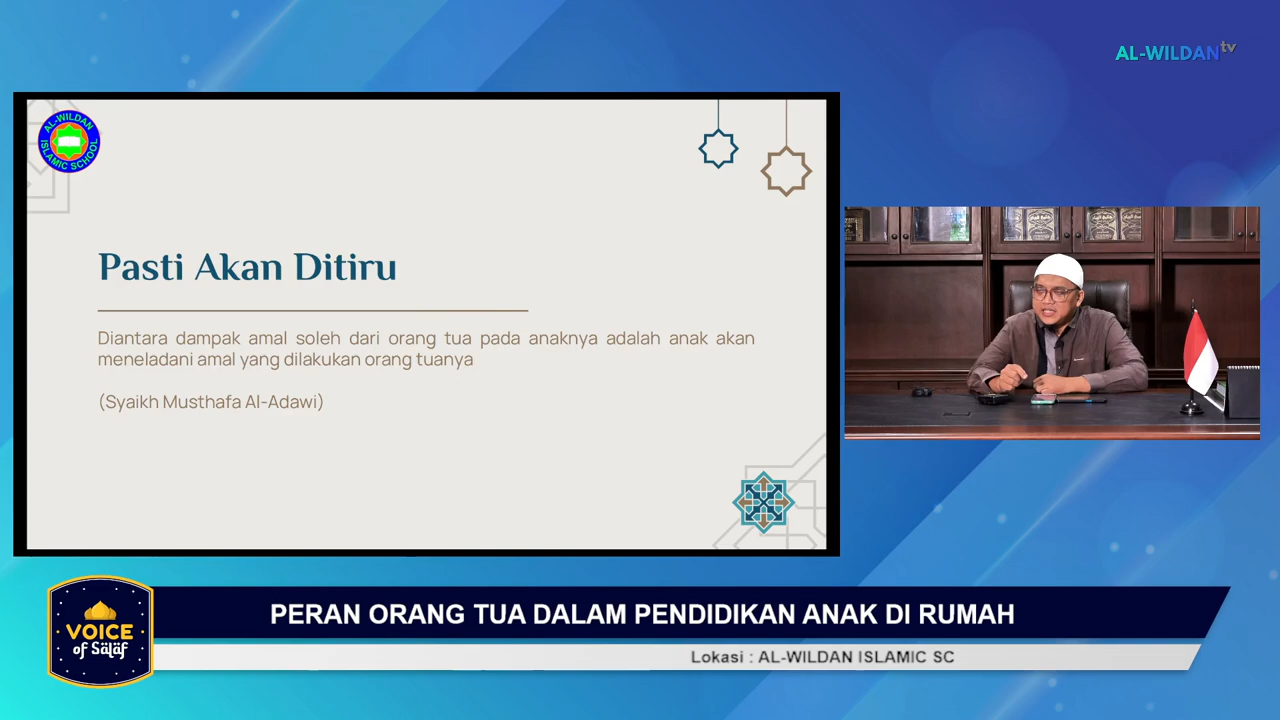 AL-WILDAN tv
AL-WILDAN
ISLAMIC SCHOOL
Pasti Akan Ditiru
Diantara dampak amal soleh dari orang tua pada anaknya adalah anak akan
meneladani amal yang dilakukan orang tuanya
(Syaikh Musthafa Al-Adawi)
VOICE
of Salaf
PERAN ORANG TUA DALAM PENDIDIKAN ANAK DI RUMAH
Lokasi : AL-WILDAN ISLAMIC SC